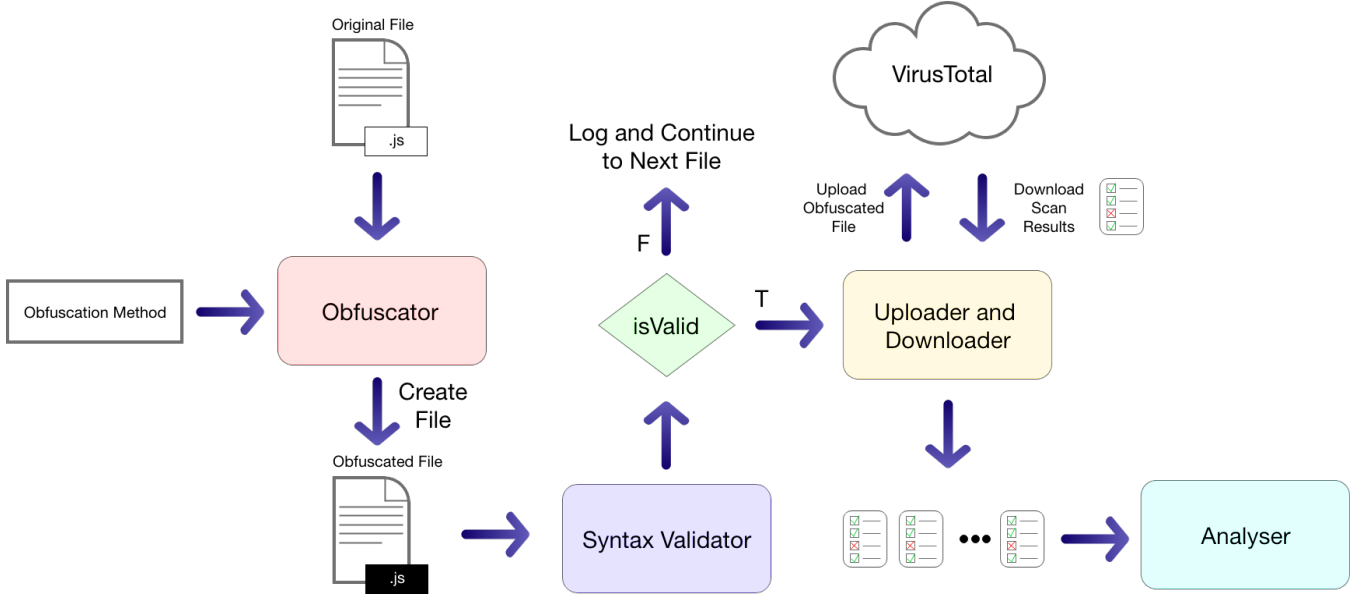 Original File
.js
Obfuscation Method
Obfuscator
Create
File
Obfuscated File
.js
Syntax Validator
isValid
F
Log and Continue
to Next File
T
Uploader and
Downloader
Upload
Obfuscated
File
VirusTotal
Download
Scan
Results
Analyser